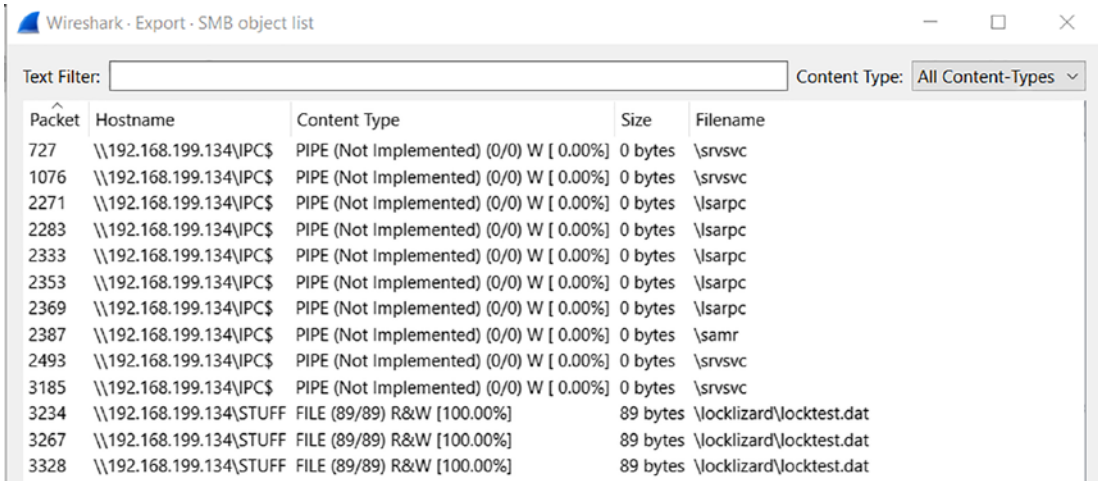 Wireshark · Export · SMB object list
Text Filter: Content Type: All Content-Types
Packet Hostname Content Type Size Filename
727 \\192.168.199.134\IPC$ PIPE (Not Implemented) (0/0) W [ 0.00%] 0 bytes \srvsvc
1076 \\192.168.199.134\IPC$ PIPE (Not Implemented) (0/0) W [ 0.00%] 0 bytes \srvsvc
2271 \\192.168.199.134\IPC$ PIPE (Not Implemented) (0/0) W [ 0.00%] 0 bytes \lsarpc
2283 \\192.168.199.134\IPC$ PIPE (Not Implemented) (0/0) W [ 0.00%] 0 bytes \lsarpc
2333 \\192.168.199.134\IPC$ PIPE (Not Implemented) (0/0) W [ 0.00%] 0 bytes \lsarpc
2353 \\192.168.199.134\IPC$ PIPE (Not Implemented) (0/0) W [ 0.00%] 0 bytes \lsarpc
2369 \\192.168.199.134\IPC$ PIPE (Not Implemented) (0/0) W [ 0.00%] 0 bytes \lsarpc
2387 \\192.168.199.134\IPC$ PIPE (Not Implemented) (0/0) W [ 0.00%] 0 bytes \samr
2493 \\192.168.199.134\IPC$ PIPE (Not Implemented) (0/0) W [ 0.00%] 0 bytes \srvsvc
3185 \\192.168.199.134\IPC$ PIPE (Not Implemented) (0/0) W [ 0.00%] 0 bytes \srvsvc
3234 \\192.168.199.134\STUFF FILE (89/89) R&W [100.00%] 89 bytes \locklizard\locktest.dat
3267 \\192.168.199.134\STUFF FILE (89/89) R&W [100.00%] 89 bytes \locklizard\locktest.dat
3328 \\192.168.199.134\STUFF FILE (89/89) R&W [100.00%] 89 bytes \locklizard\locktest.dat